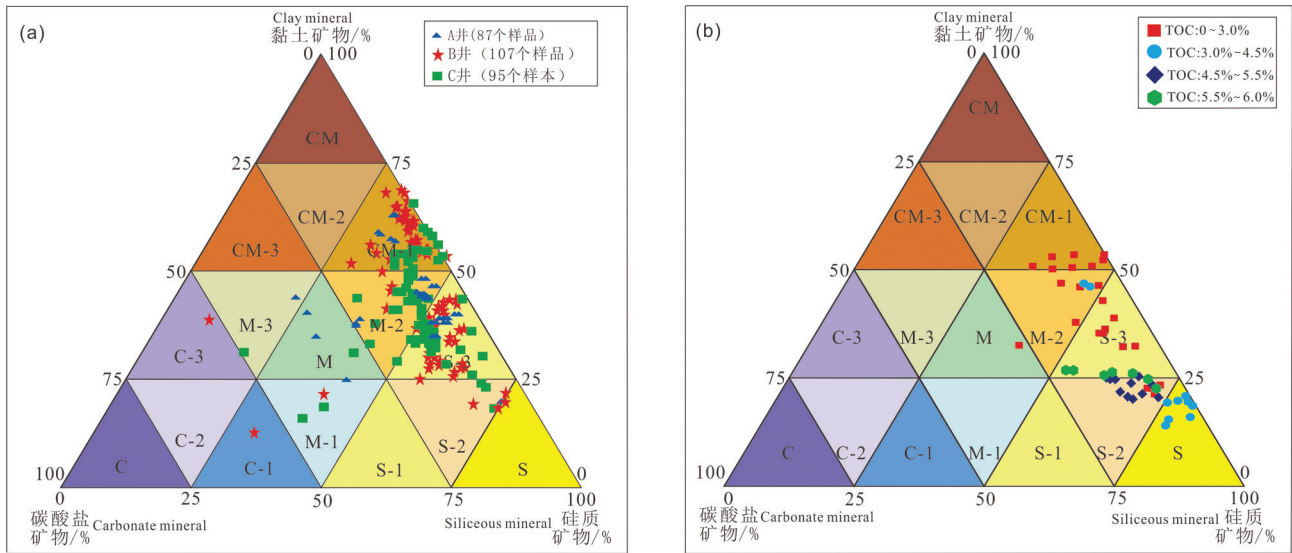 (a)
Clay mineral
黏土矿物/%
0 100
A井(87个样品)
B井（107个样品）
C井（95个样本）
CM
25 75
CM-2
CM-3 CM-1
50 50
M-3 M-2
C-3 M S-3
75 25
C-2 M-1 S-2
C C-1 S-1 S
100 0
0 25 50 75 100
碳酸盐 Carbonate mineral Siliceous mineral 硅质
矿物/% 矿物/%
(b)
Clay mineral
黏土矿物/%
0 100
TOC:0~3.0%
TOC:3.0%~4.5%
TOC:4.5%~5.5%
TOC:5.5%~6.0%
CM
25 75
CM-3 CM-2 CM-1
50 50
C-3 M-3 M M-2 S-3
75 25
C C-2 C-1 M-1 S-1 S-2 S
100 0
0 25 50 75 100
碳酸盐 Carbonate mineral Siliceous mineral 硅质
矿物/% 矿物/%